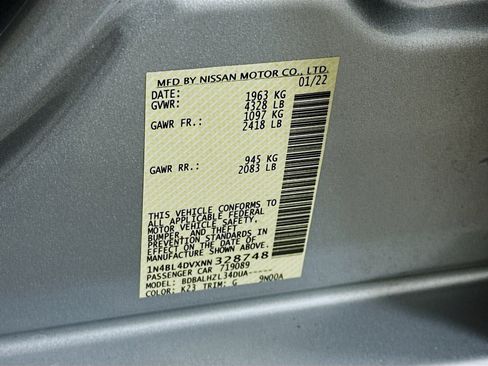 MFD BY NISSAN MOTOR CO., LTD.
DATE: 01/22
GVWR: 1963 KG
4328 LB
GAWR FR.: 1097 KG
2418 LB
GAWR RR.: 945 KG
2083 LB
THIS VEHICLE CONFORMS TO
ALL APPLICABLE FEDERAL
MOTOR VEHICLE SAFETY,
BUMPER, AND THEFT
PREVENTION STANDARDS
IN EFFECT ON THE DATE OF
MANUFACTURE SHOWN ABOVE.
1N4BL4DVXNN328748
PASSENGER CAR 719089
MODEL: BDBALHZL34DUA-----
COLOR: K23 TRIM: G 9N00A